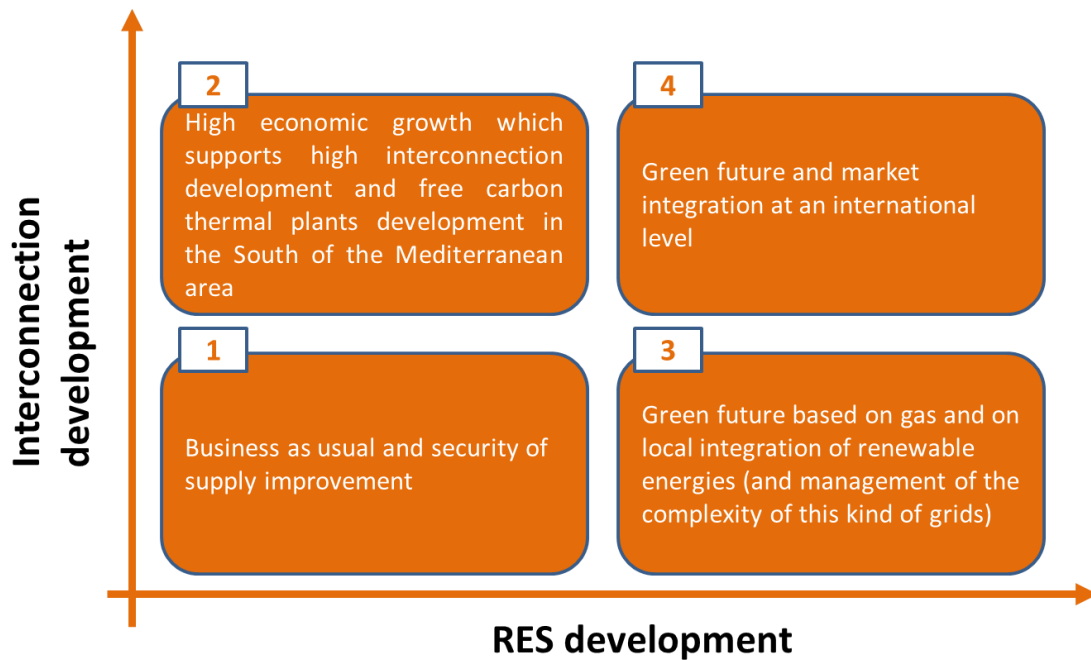 Interconnection
development
2
High economic growth which
supports high interconnection
development and free carbon
thermal plants development in
the South of the Mediterranean
area
4
Green future and market
integration at an international
level
1
Business as usual and security of
supply improvement
3
Green future based on gas and on
local integration of renewable
energies (and management of the
complexity of this kind of grids)
RES development